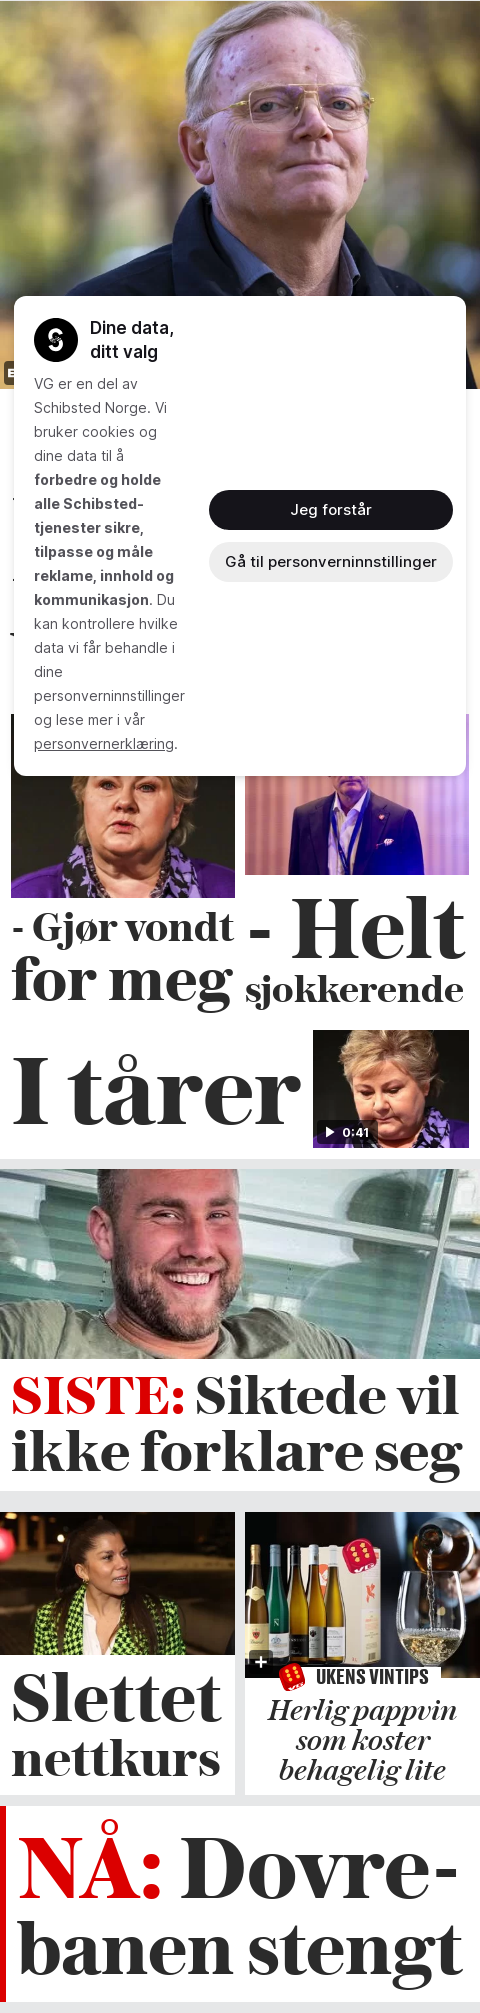 Dine data,
ditt valg
VG er en del av
Schibsted Norge. Vi
bruker cookies og
dine data til å
forbedre og holde
alle Schibsted-
tjenester sikre,
tilpasse og måle
reklame, innhold og
kommunikasjon. Du
kan kontrollere hvilke
data vi får behandle i
dine
personverninnstillinger
og lese mer i vår
personvernerklæring.
Jeg forstår
Gå til personverninnstillinger
- Gjør vondt
for meg
- Helt
sjokkerende
I tårer
0:41
SISTE: Siktede vil
ikke forklare seg
Slettet
nettkurs
UKENS VINTIPS
Herlig pappvin
som koster
behagelig lite
NÅ: Dovre-
banen stengt